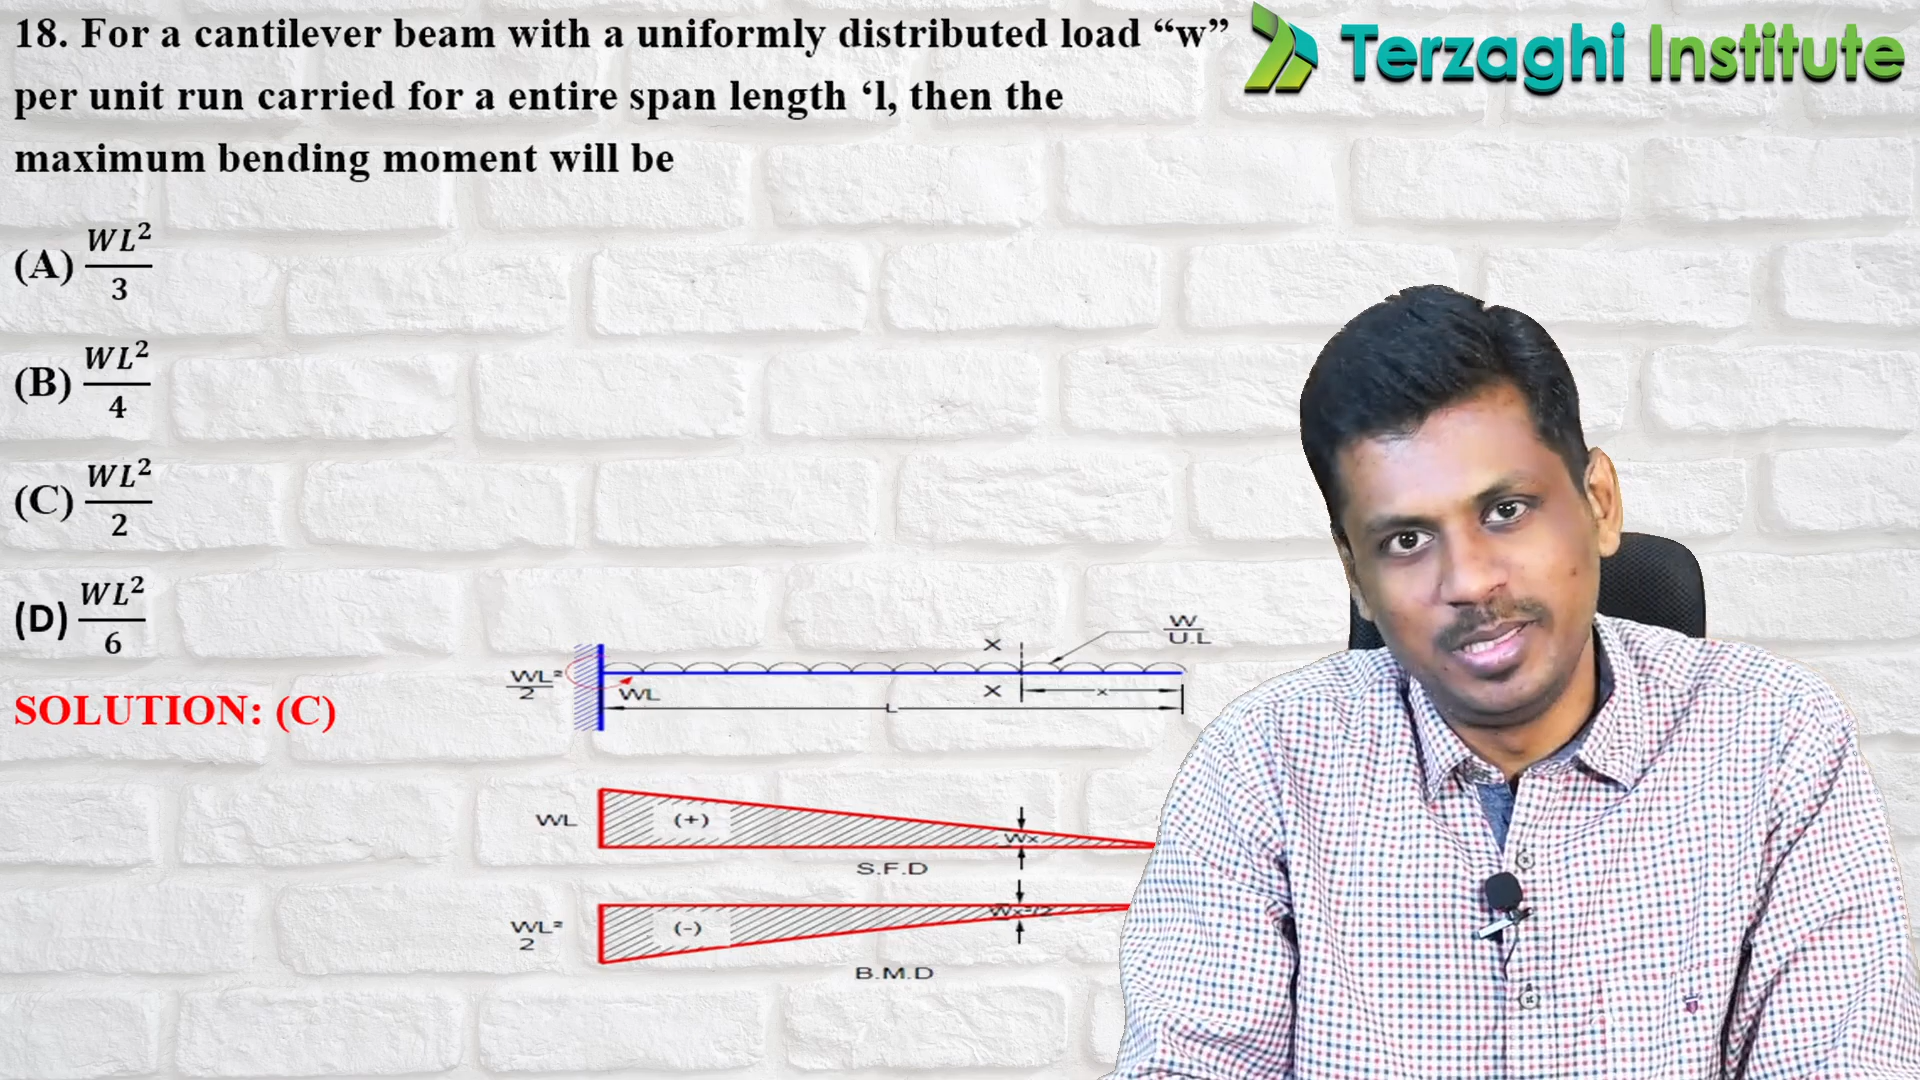 18. For a cantilever beam with a uniformly distributed load “w”
per unit run carried for a entire span length ‘l, then the
maximum bending moment will be
Terzaghi Institute
(A) WL²/3
(B) WL²/4
(C) WL²/2
(D) WL²/6
SOLUTION: (C)
W/U.L
X
WL²/2
WL
X
x
L
WL
(+)
Wx
S.F.D
WL²/2
(-)
Wx²/2
B.M.D